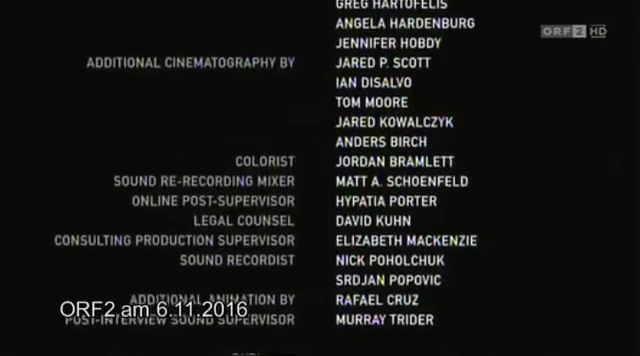 GREG HARTOFELIS
ANGELA HARDENBURG
JENNIFER HOBDY
ADDITIONAL CINEMATOGRAPHY BY JARED P. SCOTT
IAN DISALVO
TOM MOORE
JARED KOWALCZYK
ANDERS BIRCH
COLORIST JORDAN BRAMLETT
SOUND RE-RECORDING MIXER MATT A. SCHOENFELD
ONLINE POST-SUPERVISOR HYPATIA PORTER
LEGAL COUNSEL DAVID KUHN
CONSULTING PRODUCTION SUPERVISOR ELIZABETH MACKENZIE
SOUND RECORDIST NICK POHOLCHUK
SRDJAN POPOVIC
ADDITIONAL ANIMATION BY RAFAEL CRUZ
POST-INTERVIEW SOUND SUPERVISOR MURRAY TRIDER
ORF2 am 6.11.2016
ORF 2 HD